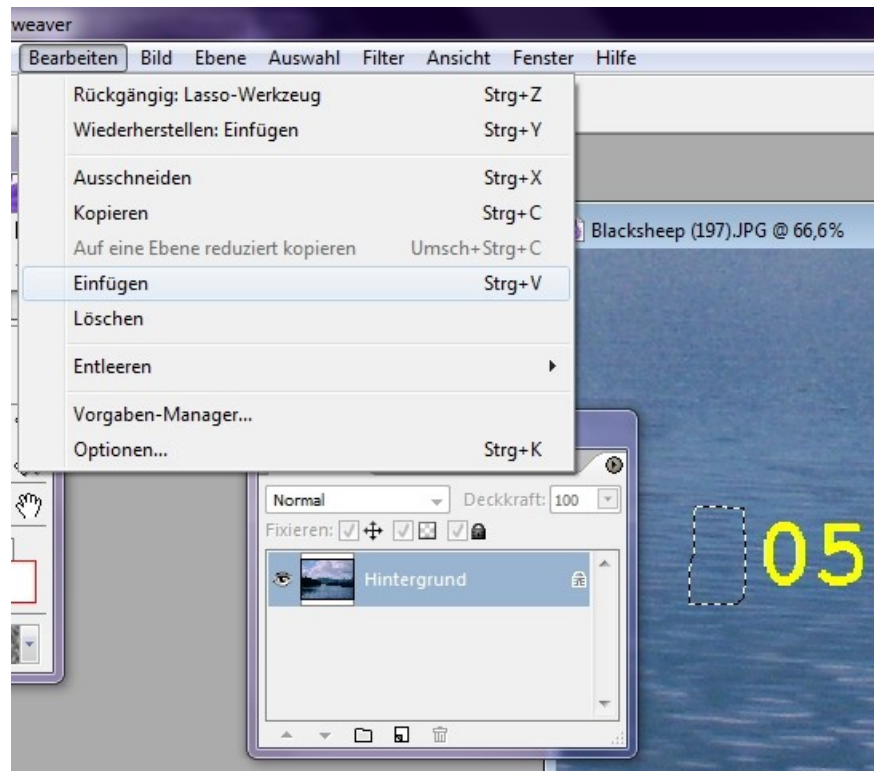 weaver
Bearbeiten Bild Ebene Auswahl Filter Ansicht Fenster Hilfe
Rückgängig: Lasso-Werkzeug Strg+Z
Wiederherstellen: Einfügen Strg+Y
Ausschneiden Strg+X
Kopieren Strg+C
Auf eine Ebene reduziert kopieren Umsch+Strg+C
Einfügen Strg+V
Löschen
Entleeren
Vorgaben-Manager...
Optionen... Strg+K
Blacksheep (197).JPG @ 66,6%
Normal Deckkraft: 100
Fixieren:
Hintergrund
05